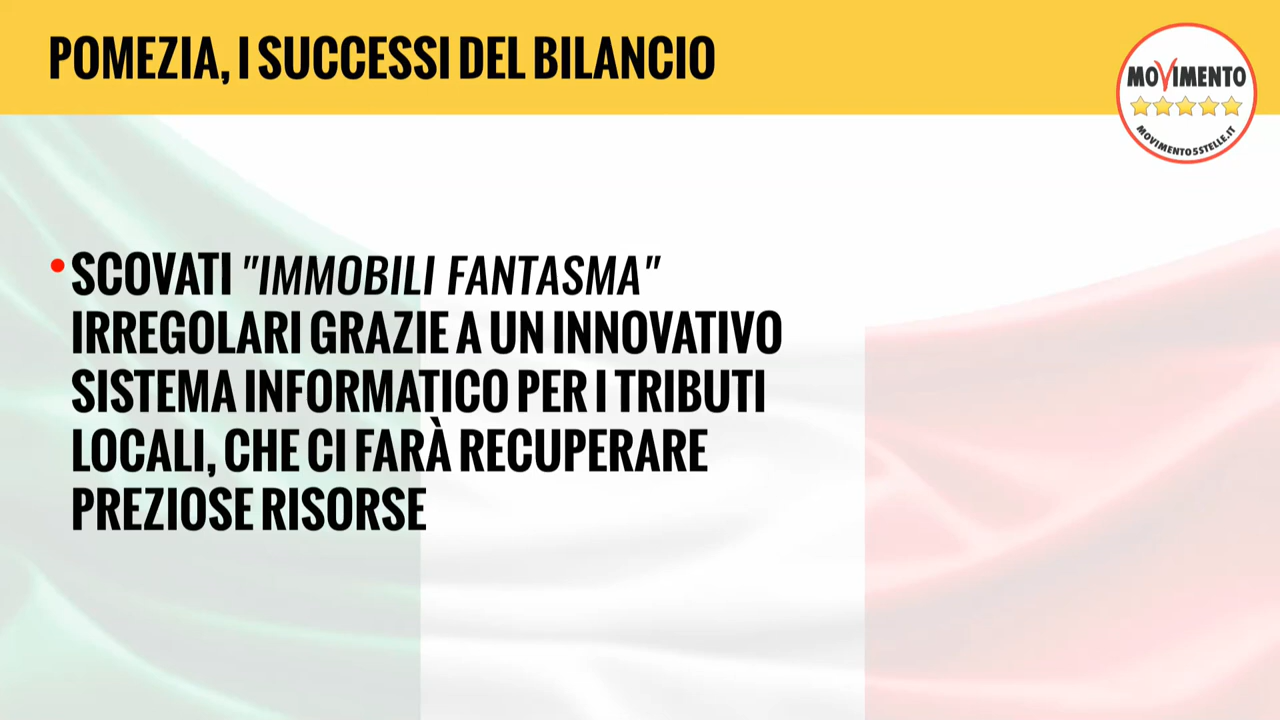 POMEZIA, I SUCCESSI DEL BILANCIO
MOVIMENTO
MOVIMENTO5STELLE.IT
•SCOVATI "IMMOBILI FANTASMA"
IRREGOLARI GRAZIE A UN INNOVATIVO
SISTEMA INFORMATICO PER I TRIBUTI
LOCALI, CHE CI FARÀ RECUPERARE
PREZIOSE RISORSE